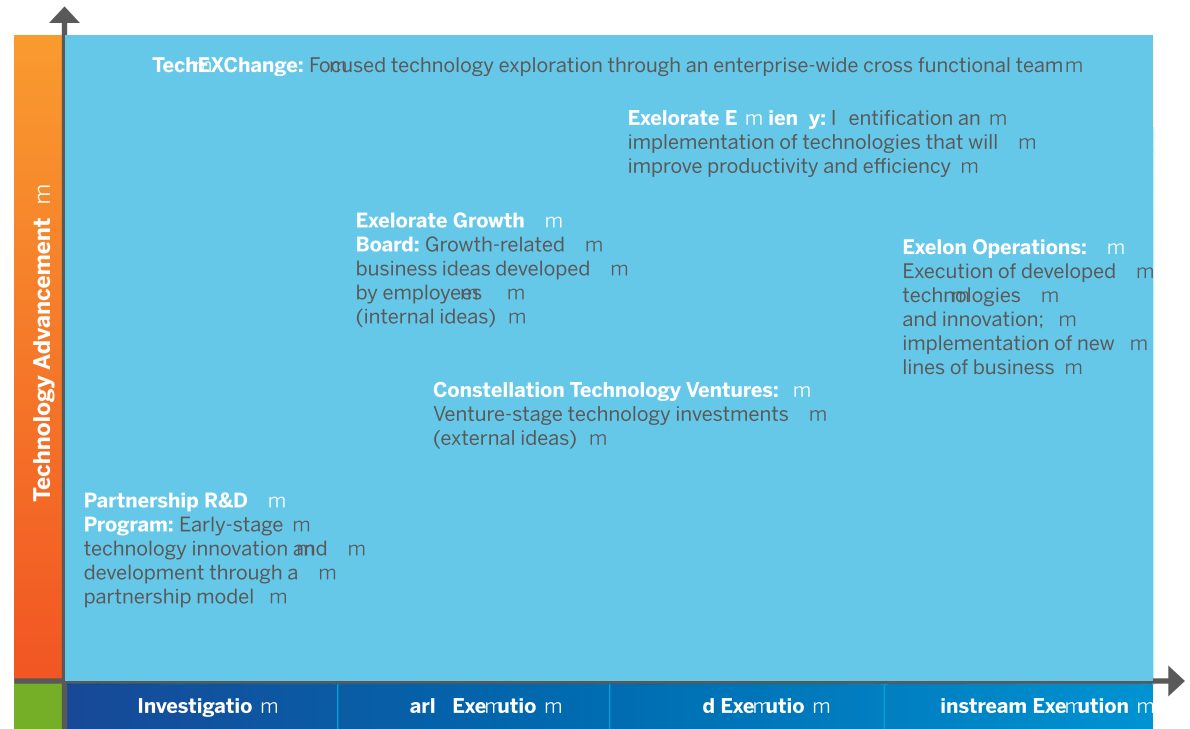 TechEXChange: Focused technology exploration through an enterprise-wide cross functional team
Exelorate
implementation of technologies that will
improve productivity and efficiency
Exelorate Growth
Board: Growth-related
business ideas developed
by employees
(internal ideas)
Exelon Operations:
Execution of developed
technologies
and innovation;
implementation of new
lines of business
Constellation Technology Ventures:
Venture-stage technology investments
(external ideas)
Partnership R&D
Program: Early-stage
technology innovation and
development through a
partnership model
Technology Advancement
Investigatio